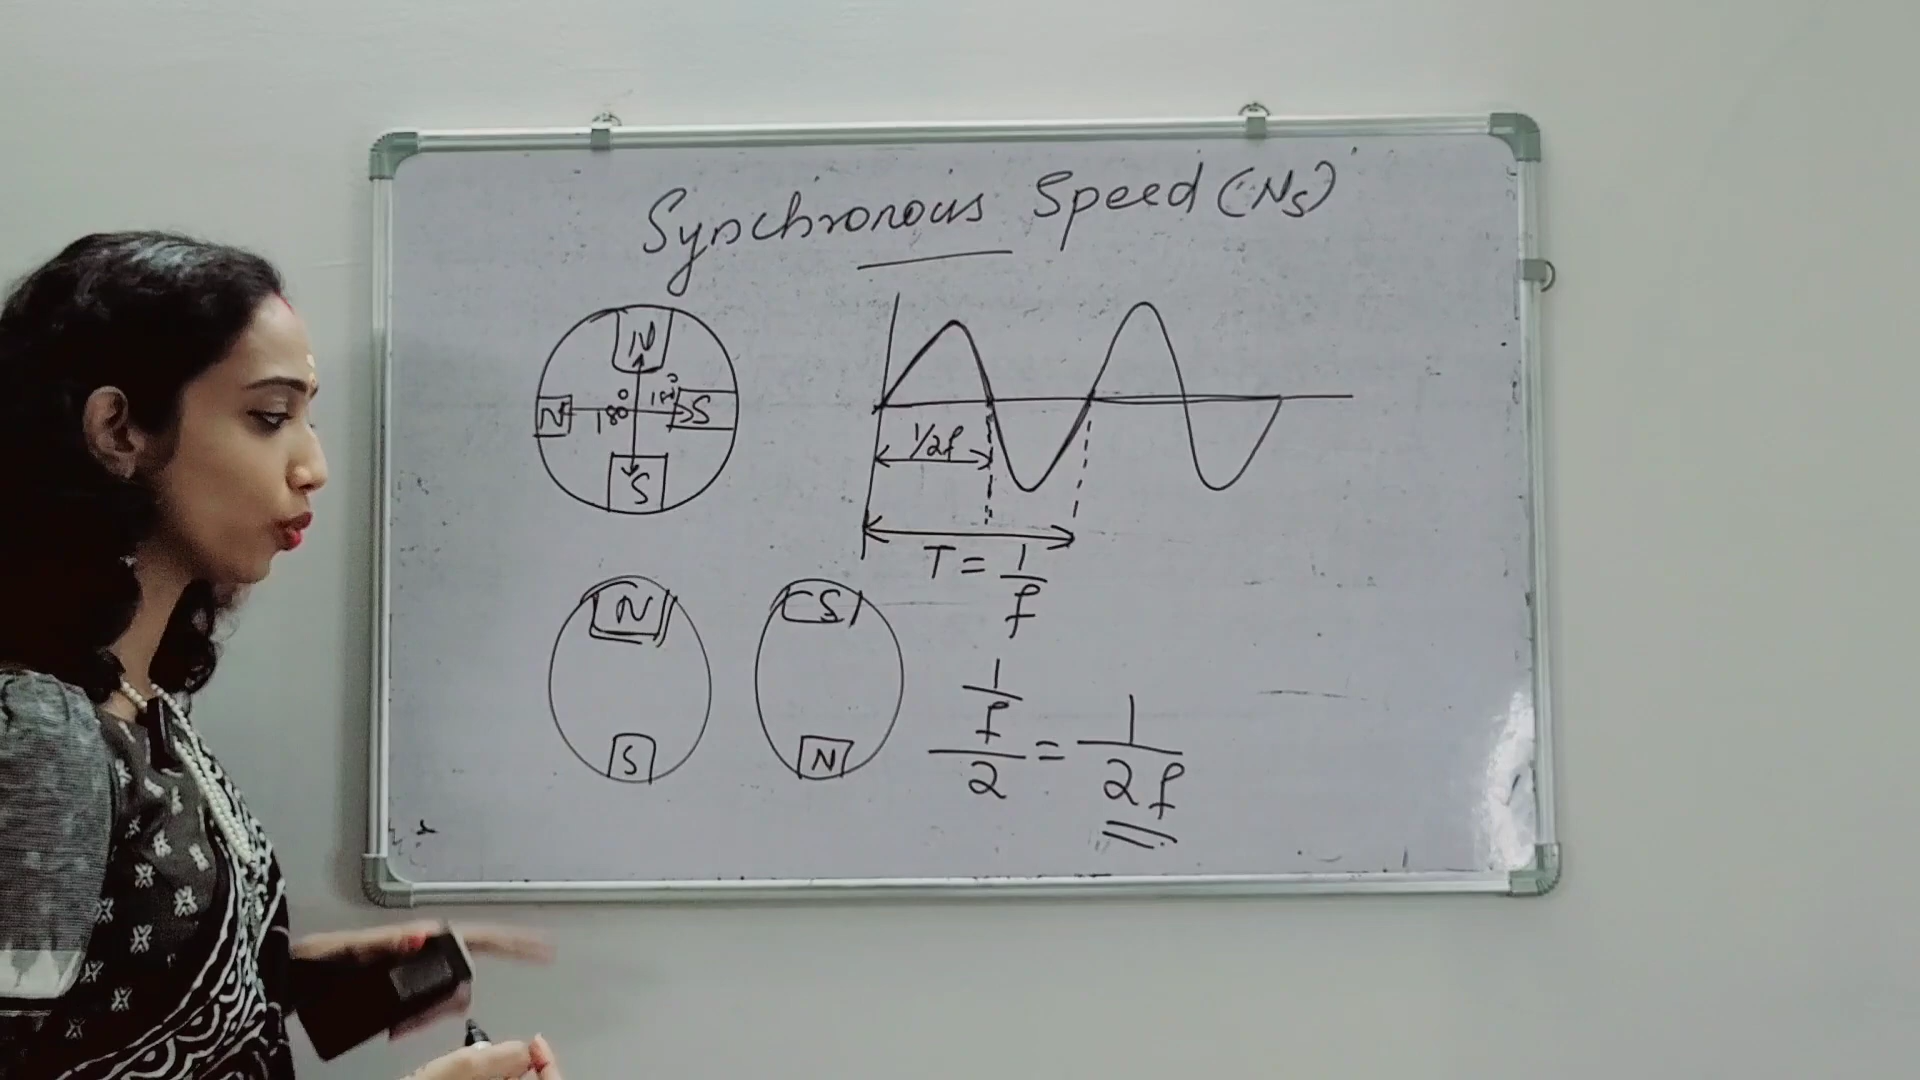 Synchronous Speed (Ns)
N
N 180° 180° S
S
1/2f
T = 1/f
N
S
S
N
1/f/2 = 1/2f